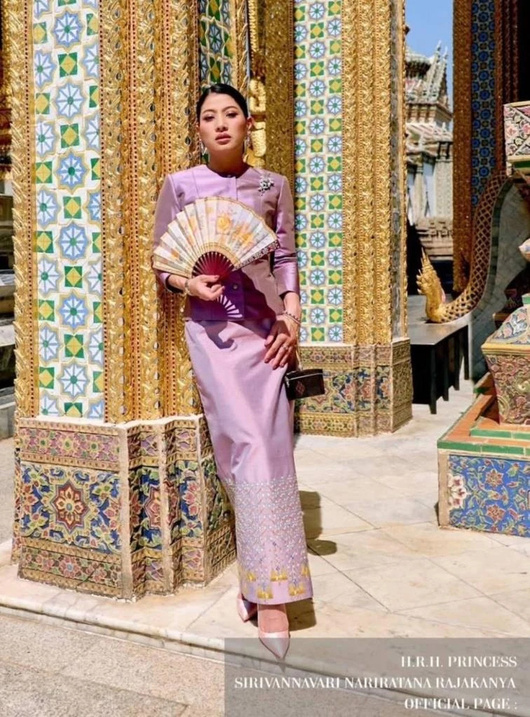 H.R.H. PRINCESS
SIRIVANNAVARI NARIRATANA RAJAKANYA
OFFICIAL PAGE :